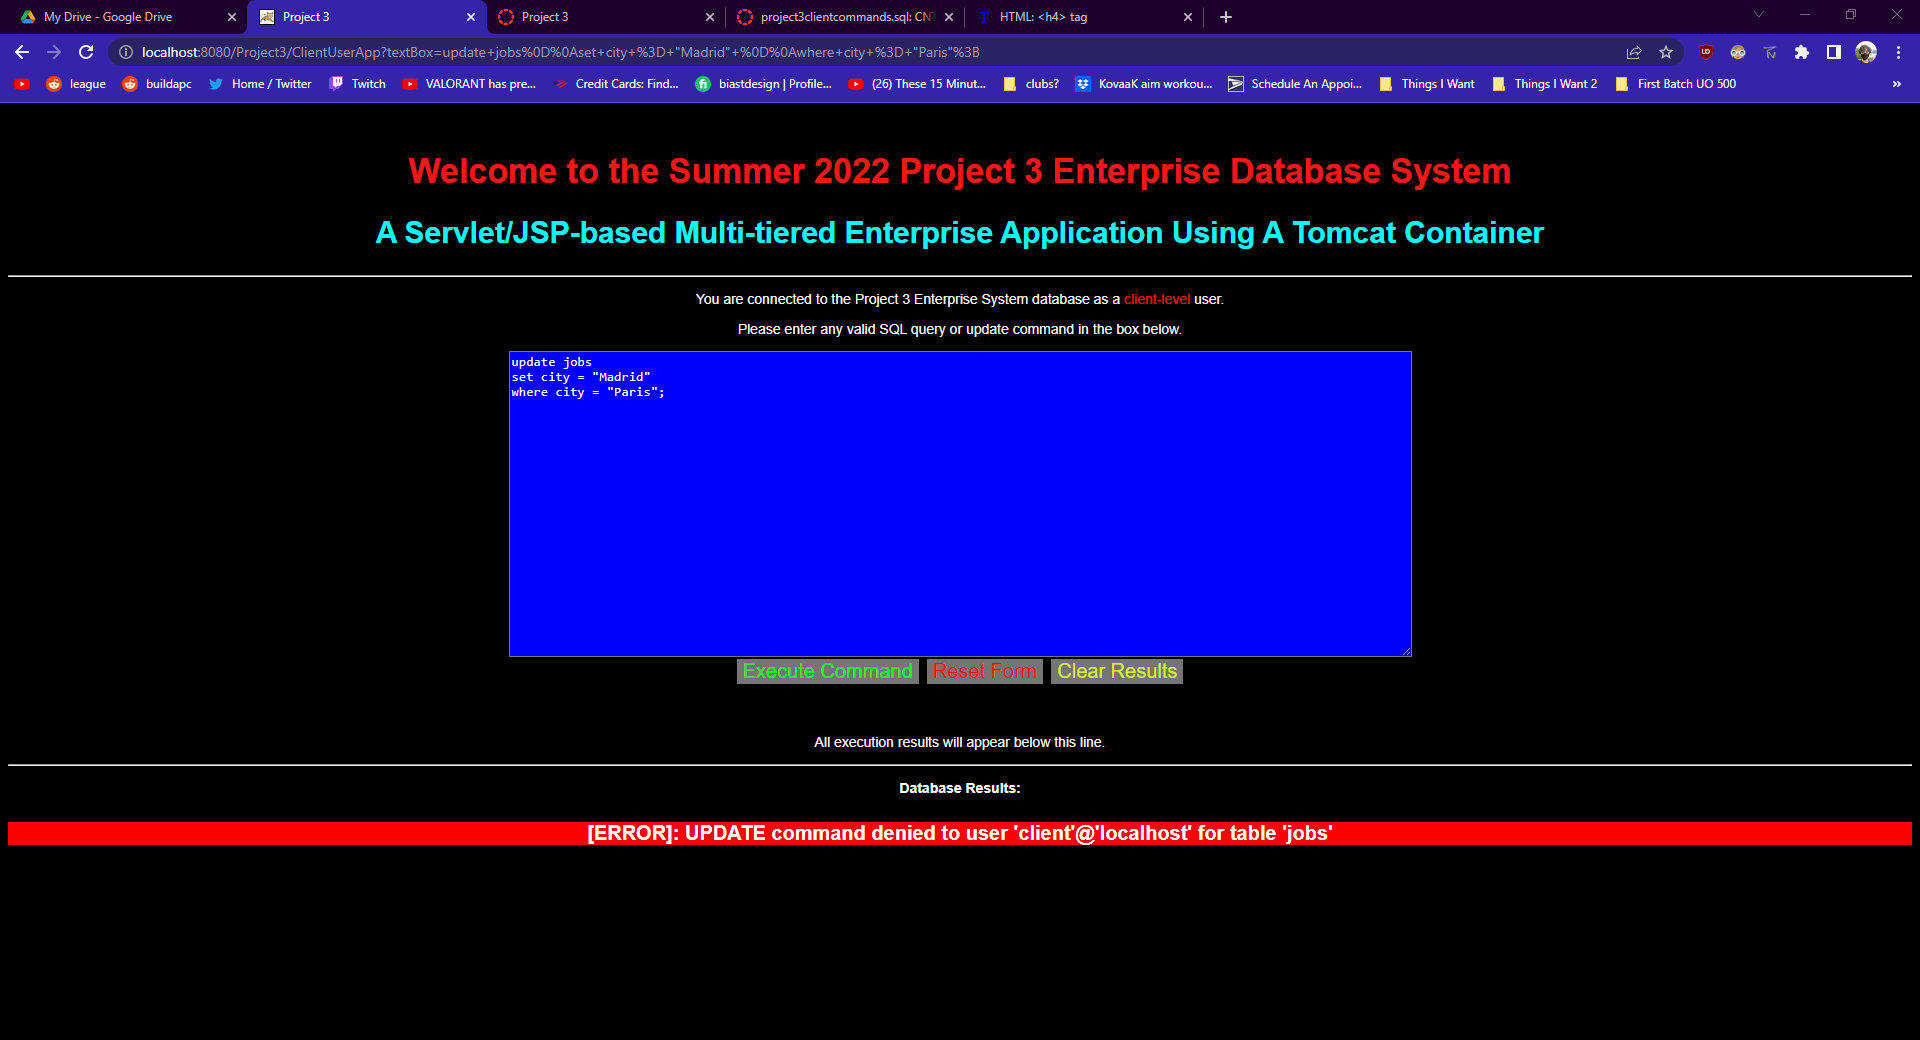 My Drive - Google Drive
Project 3
Project 3
project3clientcommands.sql: CNT
HTML: <h4> tag
localhost:8080/Project3/ClientUserApp?textBox=update+jobs%0D%0Aset+city+%3D+"Madrid"+%0D%0Awhere+city+%3D+"Paris"%3B
league
buildapc
Home / Twitter
Twitch
VALORANT has pre...
Credit Cards: Find...
biastdesign | Profile...
(26) These 15 Minut...
clubs?
KovaaK aim workou...
Schedule An Appoi...
Things I Want
Things I Want 2
First Batch UO 500
»
Welcome to the Summer 2022 Project 3 Enterprise Database System
A Servlet/JSP-based Multi-tiered Enterprise Application Using A Tomcat Container
You are connected to the Project 3 Enterprise System database as a client-level user.
Please enter any valid SQL query or update command in the box below.
update jobs
set city = "Madrid"
where city = "Paris";
Execute Command Reset Form Clear Results
All execution results will appear below this line.
Database Results:
[ERROR]: UPDATE command denied to user 'client'@'localhost' for table 'jobs'